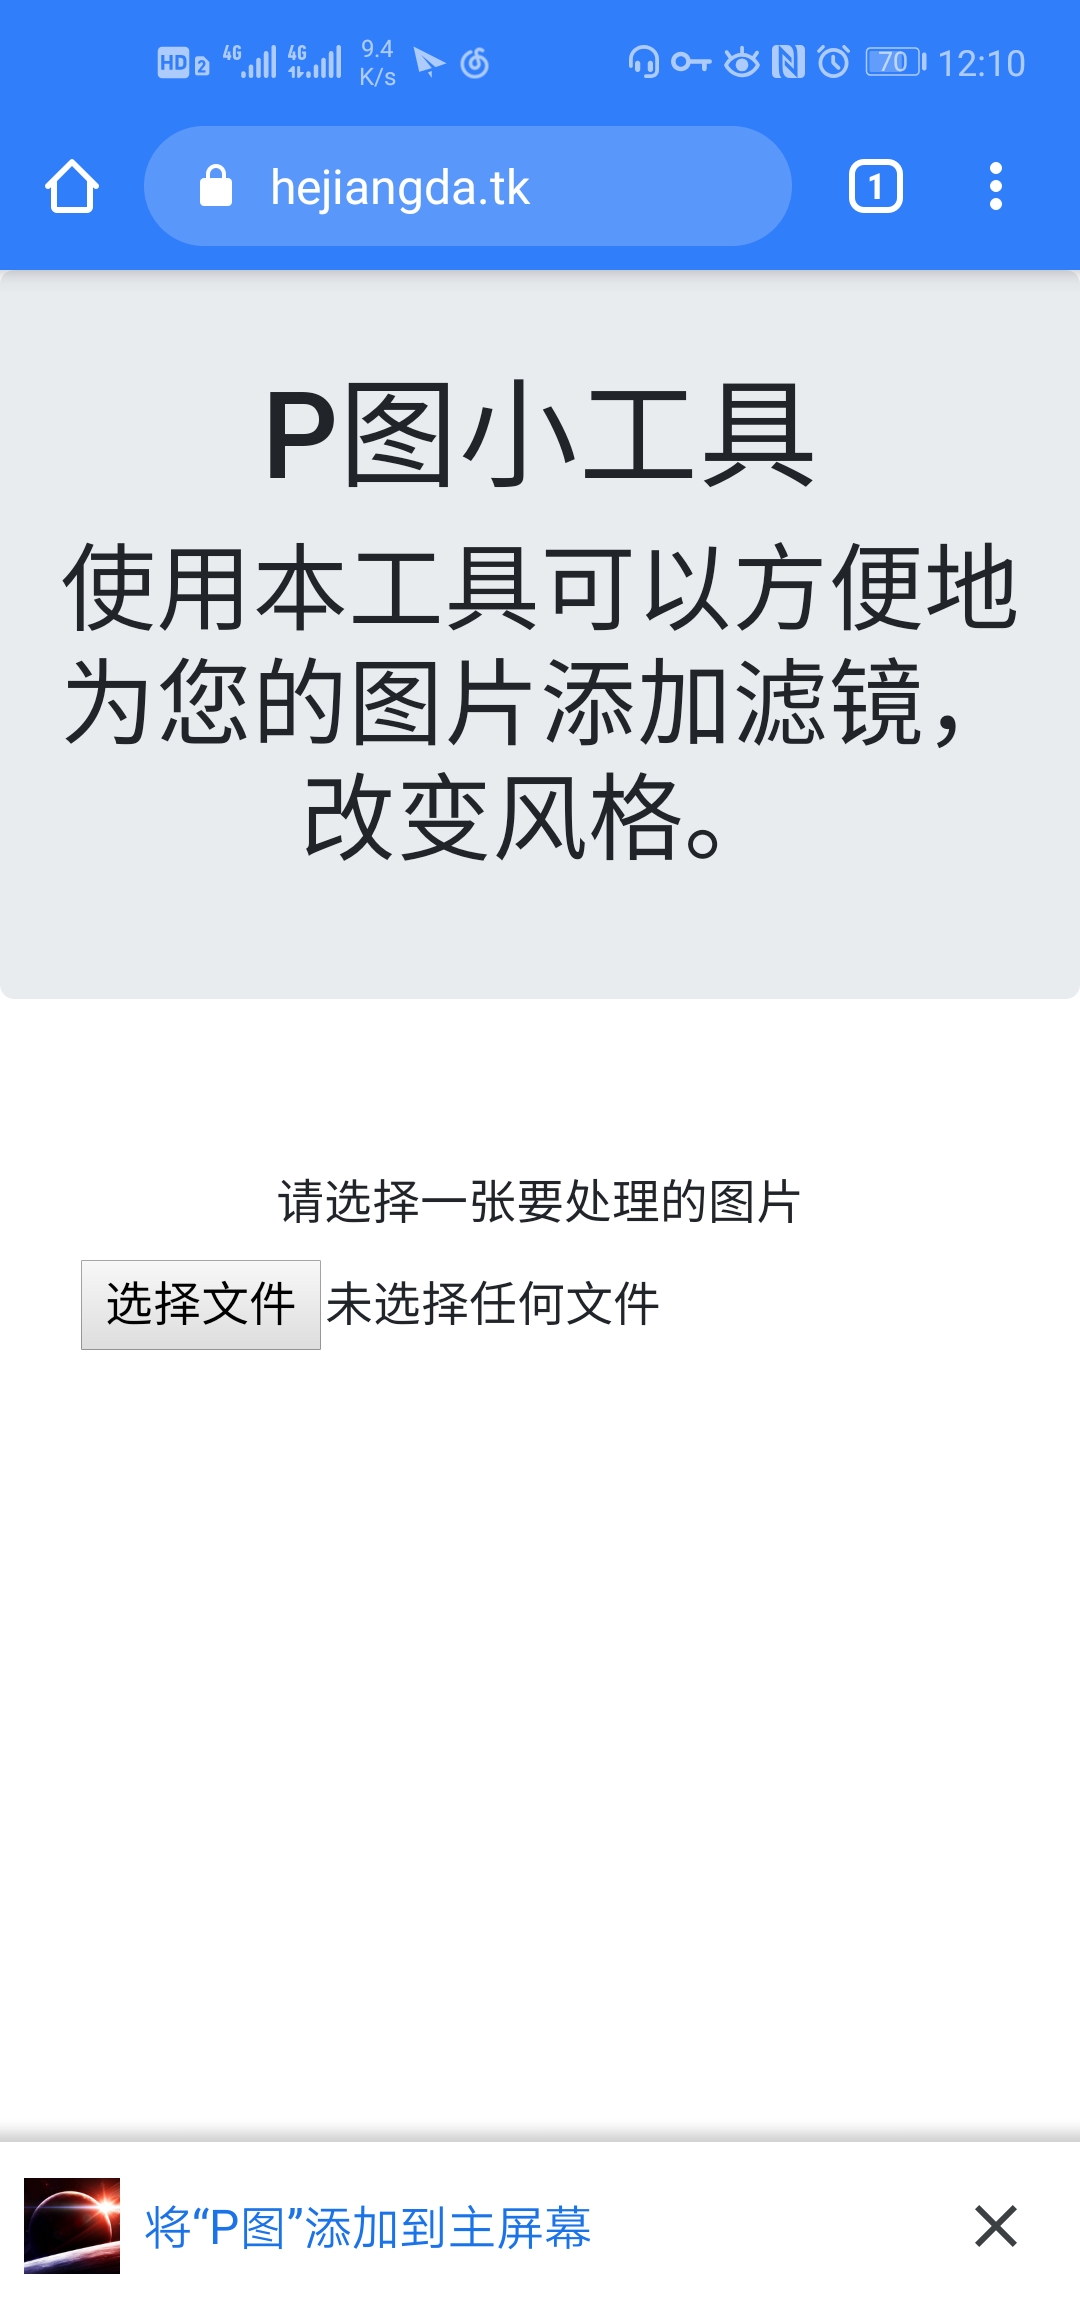 HD 2 4G 4G 9.4 K/s 70 12:10
hejiangda.tk 1
P图小工具
使用本工具可以方便地
为您的图片添加滤镜，
改变风格。
请选择一张要处理的图片
选择文件 未选择任何文件
将“P图”添加到主屏幕